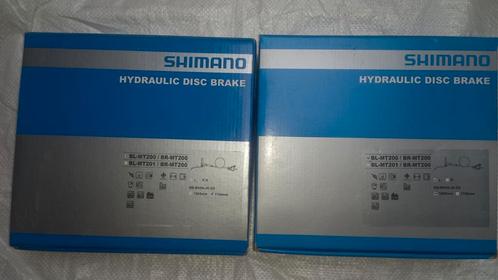 SHIMANO
HYDRAULIC DISC BRAKE
BL-MT200 / BR-MT200
BL-MT201 / BR-MT200
SHIMANO
HYDRAULIC DISC BRAKE
BL-MT200 / BR-MT200
BL-MT201 / BR-MT200